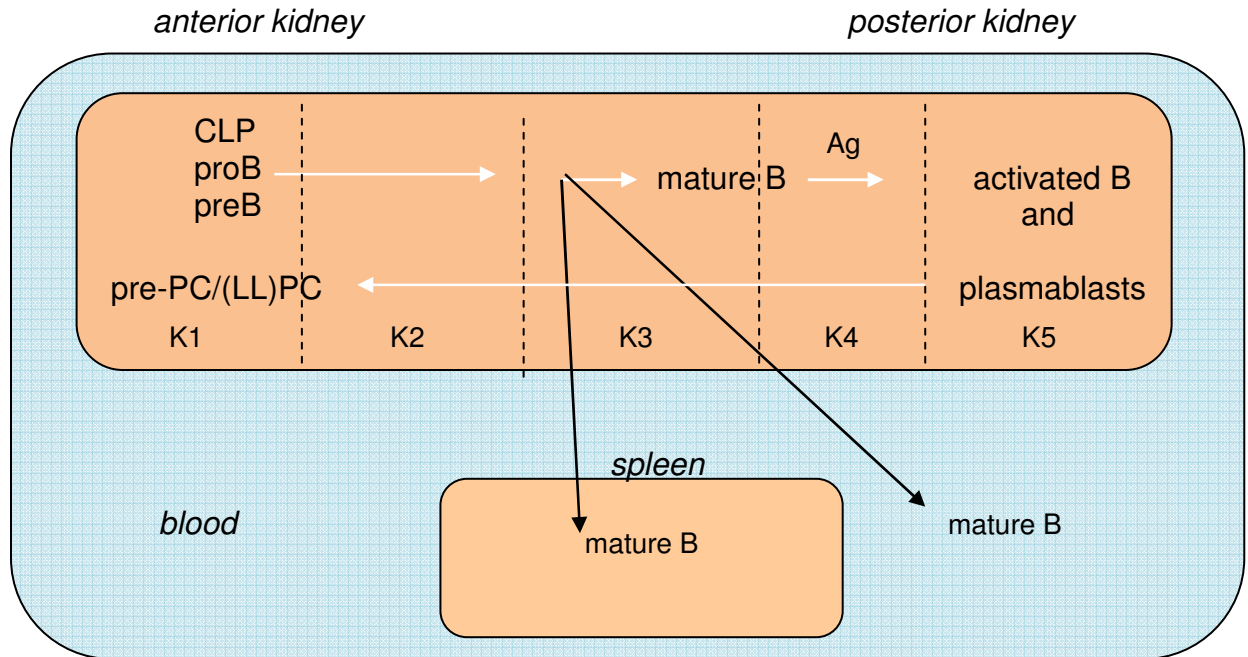 anterior kidney
posterior kidney
CLP
proB
preB
Ag
mature B
activated B
and
pre-PC/(LL)PC
plasmablasts
K1
K2
K3
K4
K5
spleen
blood
mature B
mature B